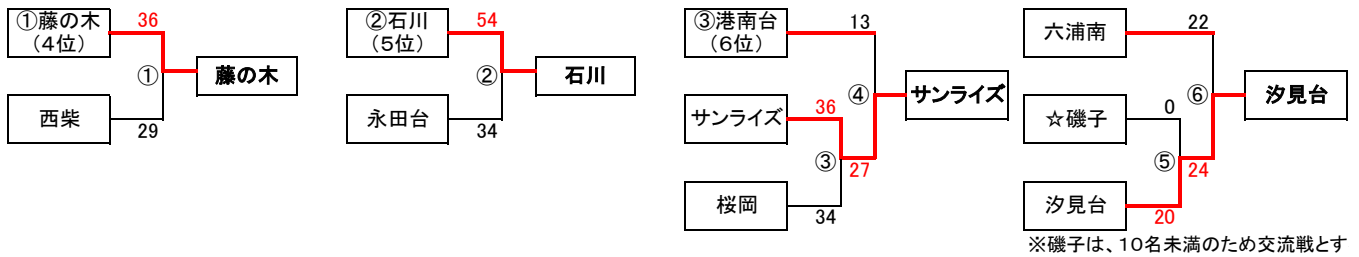 ①藤の木
（４位）
36
①
藤の木
西柴
29
②石川
（５位）
54
②
石川
永田台
34
③港南台
（６位）
13
④
サンライズ
サンライズ
36
③
27
桜岡
34
六浦南
22
⑥
汐見台
☆磯子
0
⑤
24
汐見台
20
※磯子は、１０名未満のため交流戦とす